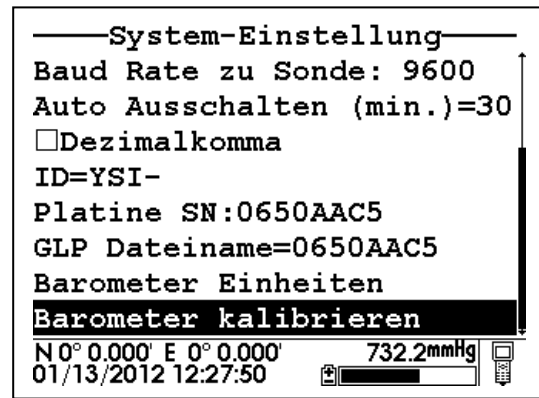 System-Einstellung
Baud Rate zu Sonde: 9600
Auto Ausschalten (min.)=30
□Dezimalkomma
ID=YSI-
Platine SN:0650AAC5
GLP Dateiname=0650AAC5
Barometer Einheiten
Barometer kalibrieren
N 0° 0.000' E 0° 0.000' 732.2mmHg
01/13/2012 12:27:50